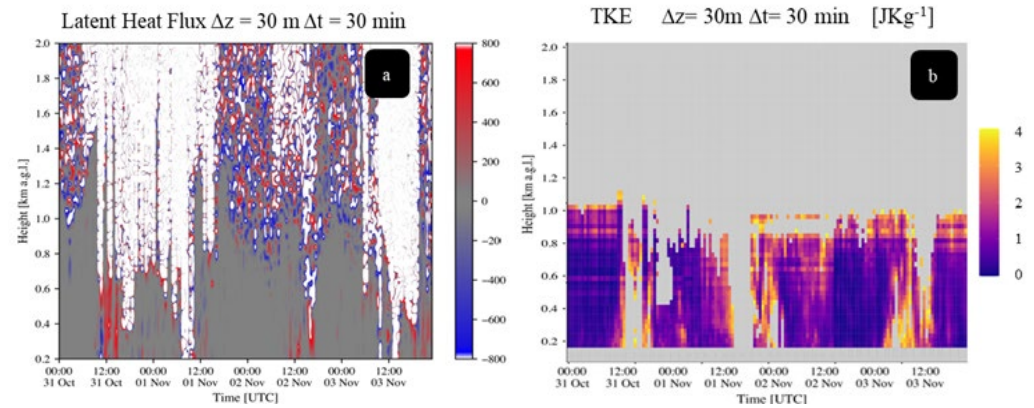 Latent Heat Flux Δz = 30 m Δt = 30 min
TKE Δz= 30m Δt= 30 min [JKg⁻¹]
a
2.0
1.8
1.6
1.4
1.2
1.0
0.8
0.6
0.4
0.2
Height [km a.g.l.]
00:00 12:00 00:00 12:00 00:00 12:00 00:00 12:00
31 Oct 31 Oct 01 Nov 01 Nov 02 Nov 02 Nov 03 Nov 03 Nov
Time [UTC]
800
600
400
200
0
−200
−400
−600
−800
b
2.0
1.8
1.6
1.4
1.2
1.0
0.8
0.6
0.4
0.2
Height [km a.g.l.]
00:00 12:00 00:00 12:00 00:00 12:00 00:00 12:00
31 Oct 31 Oct 01 Nov 01 Nov 02 Nov 02 Nov 03 Nov 03 Nov
Time [UTC]
4
3
2
1
0